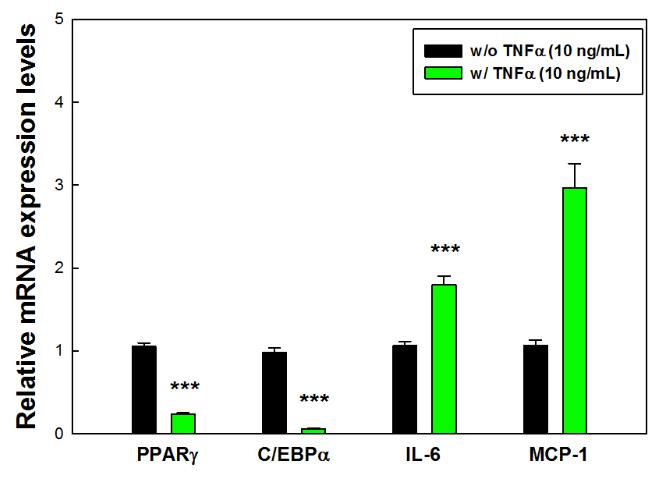 Relative mRNA expression levels
5
4
3
2
1
0
w/o TNFα (10 ng/mL)
w/ TNFα (10 ng/mL)
***
***
***
***
PPARγ C/EBPα IL-6 MCP-1